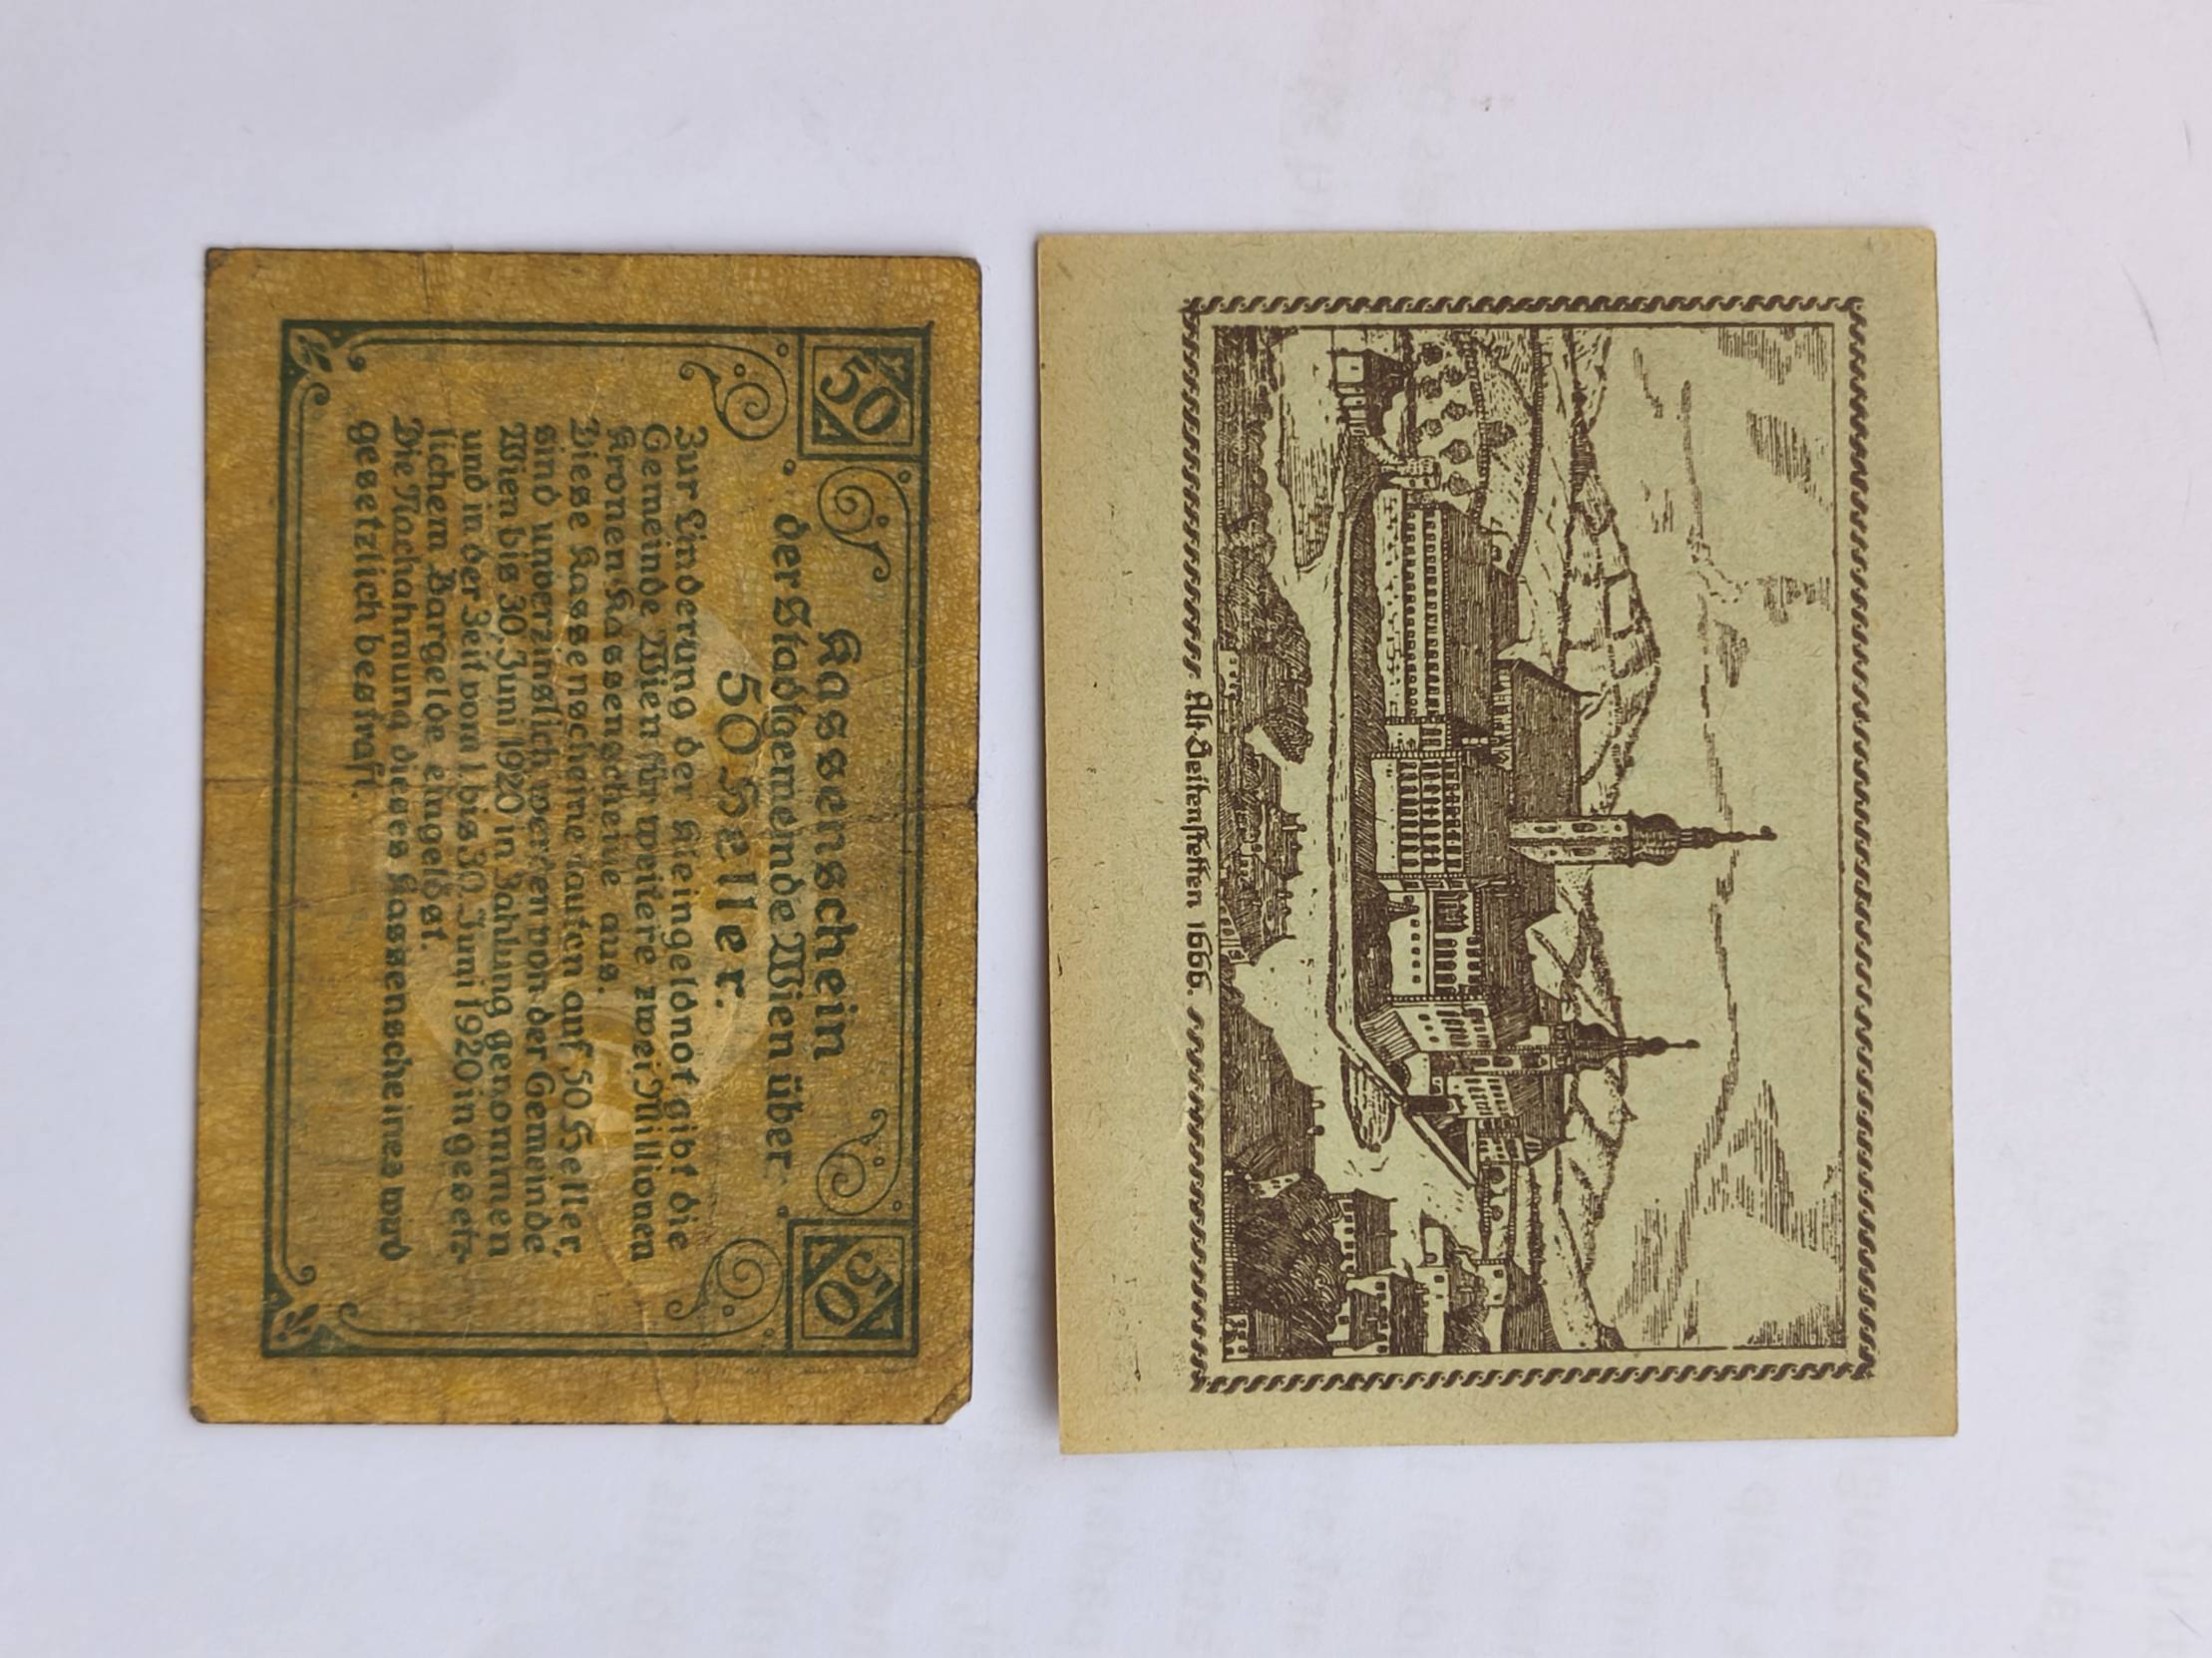 50
50
Kassenschein
der Stadtgemeinde Wien über
50 Heller.
Zur Linderung der Kleingeldnot gibt die
Gemeinde Wien für weitere zwei Millionen
Kronen Kassenscheine aus.
Diese Kassenscheine lauten auf 50 Heller,
sind unverzinslich, werden von der Gemeinde
Wien bis 30. Juni 1920 in Zahlung genommen
und in der Zeit vom 1. bis 30. Juni 1920 in gesetz-
lichem Bargelde eingelöst.
Die Nachahmung dieses Kassenscheines wird
gesetzlich bestraft.
Alt-Seitenstetten 1666.